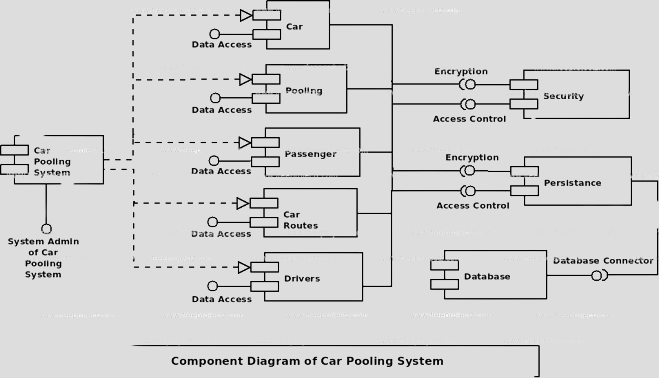 Car
Data Access
Pooling
Data Access
Passenger
Data Access
Car
Routes
Data Access
Drivers
Data Access
Car
Pooling
System
System Admin
of Car
Pooling
System
Encryption
Access Control
Security
Encryption
Access Control
Persistance
Database
Database Connector
Component Diagram of Car Pooling System